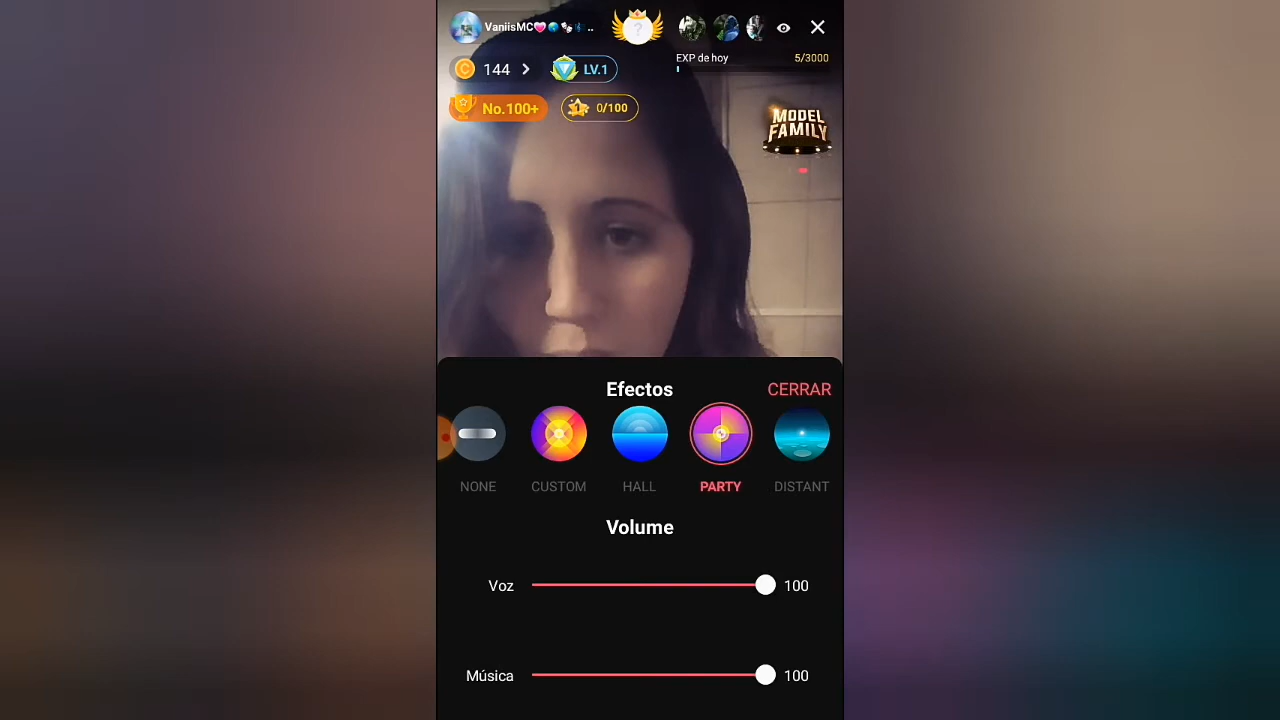 VaniisMC💗🌏🎭🎼..
EXP de hoy
5/3000
144
LV.1
No.100+
1
0/100
MODEL
FAMILY
Efectos
CERRAR
NONE
CUSTOM
HALL
PARTY
DISTANT
Volume
Voz
100
Música
100